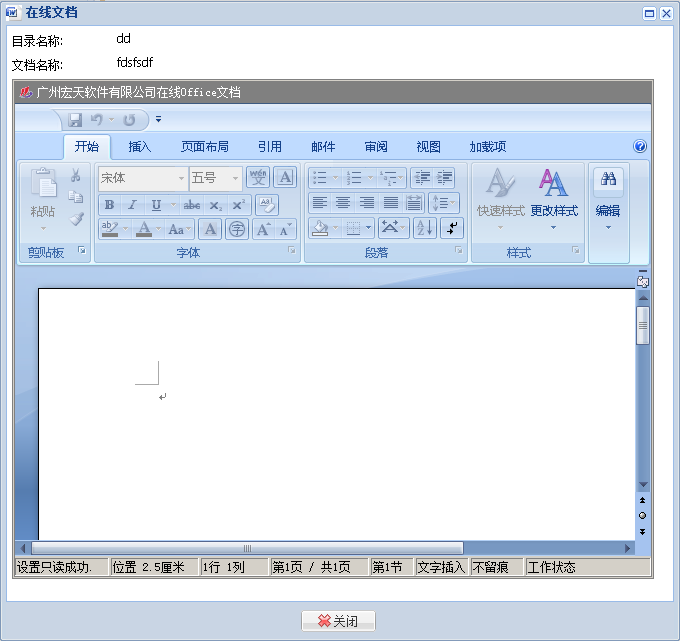 在线文档
目录名称: dd
文档名称: fdsfsdf
广州宏天软件有限公司在线Office文档
开始 插入 页面布局 引用 邮件 审阅 视图 加载项
宋体 五号 wén A
粘贴 快速样式 更改样式 编辑
B I U abc x₂ x² AB
ab A Aa A 字 A A
剪贴板 字体 段落 样式
设置只读成功. 位置 2.5厘米 1行 1列 第1页 / 共1页 第1节 文字插入 不留痕 工作状态
关闭